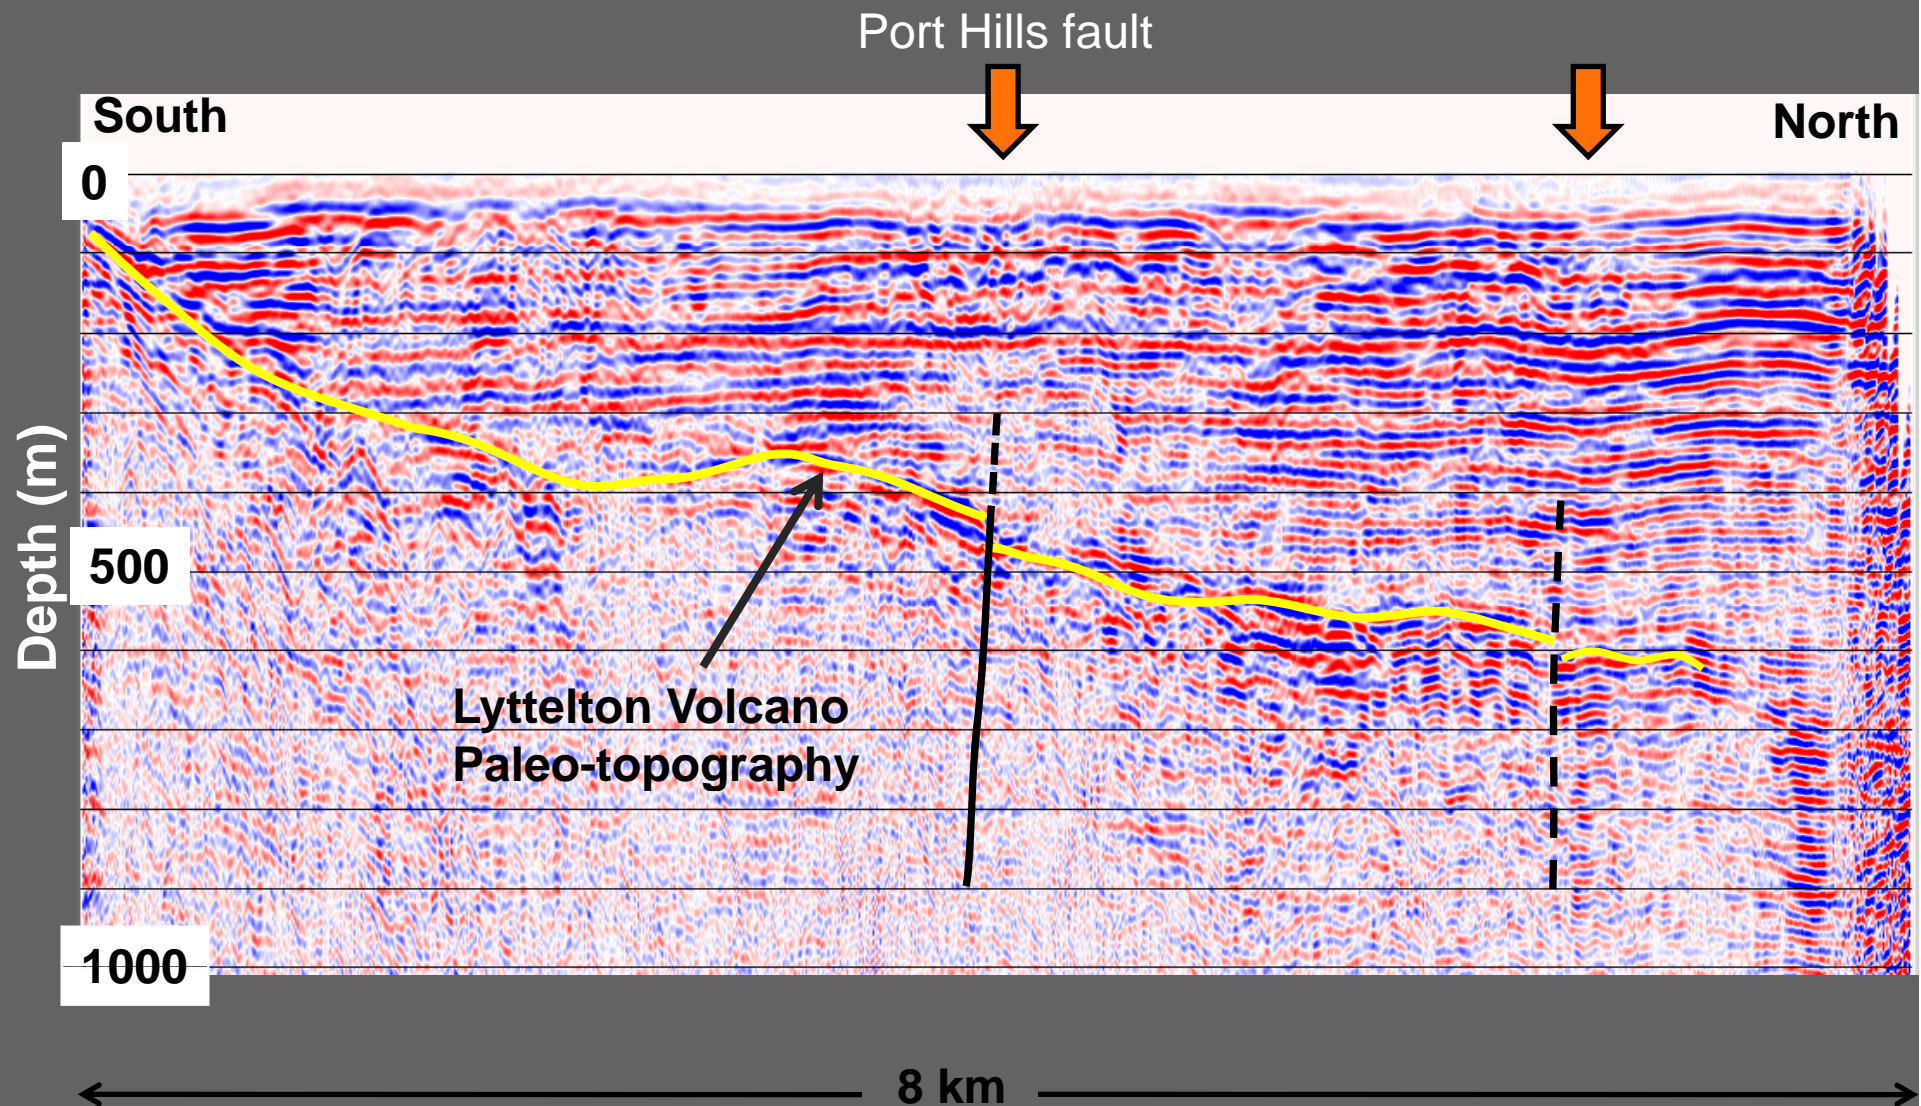 Port Hills fault
South
North
0
500
1000
Depth (m)
Lyttelton Volcano
Paleo-topography
8 km